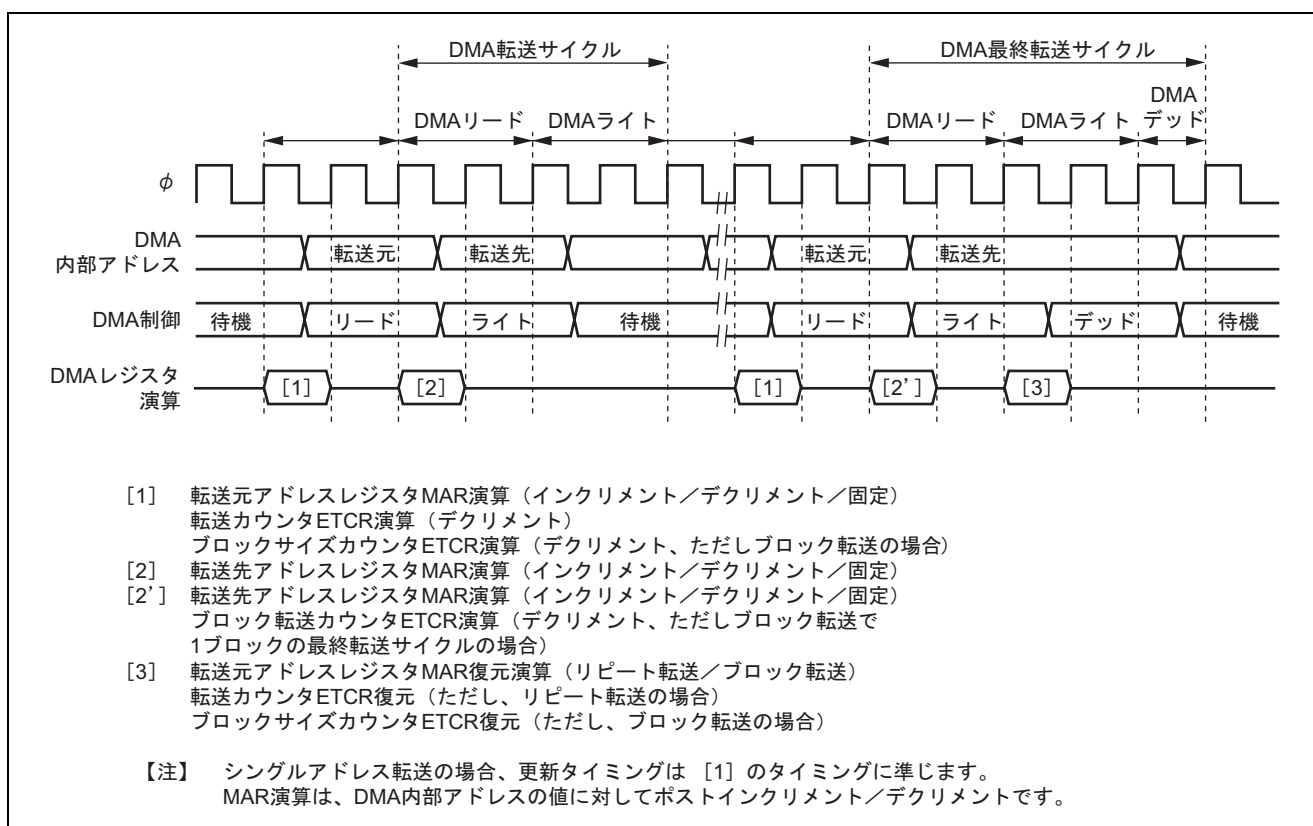 DMA転送サイクル DMA最終転送サイクル
DMA
DMAリード DMAライト DMAリード DMAライト デッド
φ
DMA
内部アドレス 転送元 転送先 転送元 転送先
DMA制御 待機 リード ライト 待機 リード ライト デッド 待機
DMAレジスタ
演算 [1] [2] [1] [2'] [3]
[1] 転送元アドレスレジスタMAR演算（インクリメント／デクリメント／固定）
転送カウンタETCR演算（デクリメント）
ブロックサイズカウンタETCR演算（デクリメント、ただしブロック転送の場合）
[2] 転送先アドレスレジスタMAR演算（インクリメント／デクリメント／固定）
[2'] 転送先アドレスレジスタMAR演算（インクリメント／デクリメント／固定）
ブロック転送カウンタETCR演算（デクリメント、ただしブロック転送で
1ブロックの最終転送サイクルの場合）
[3] 転送元アドレスレジスタMAR復元演算（リピート転送／ブロック転送）
転送カウンタETCR復元（ただし、リピート転送の場合）
ブロックサイズカウンタETCR復元（ただし、ブロック転送の場合）
【注】 シングルアドレス転送の場合、更新タイミングは [1] のタイミングに準じます。
MAR演算は、DMA内部アドレスの値に対してポストインクリメント／デクリメントです。